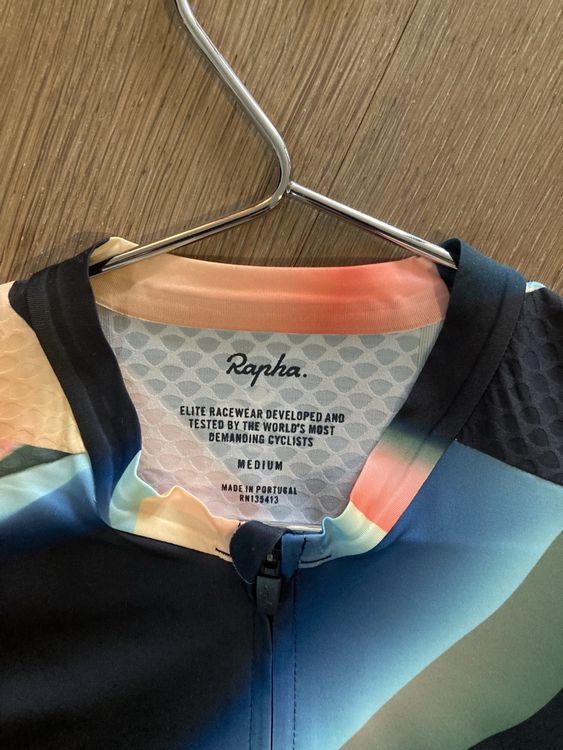 Rapha.
ELITE RACEWEAR DEVELOPED AND
TESTED BY THE WORLD'S MOST
DEMANDING CYCLISTS
MEDIUM
MADE IN PORTUGAL
RN135413